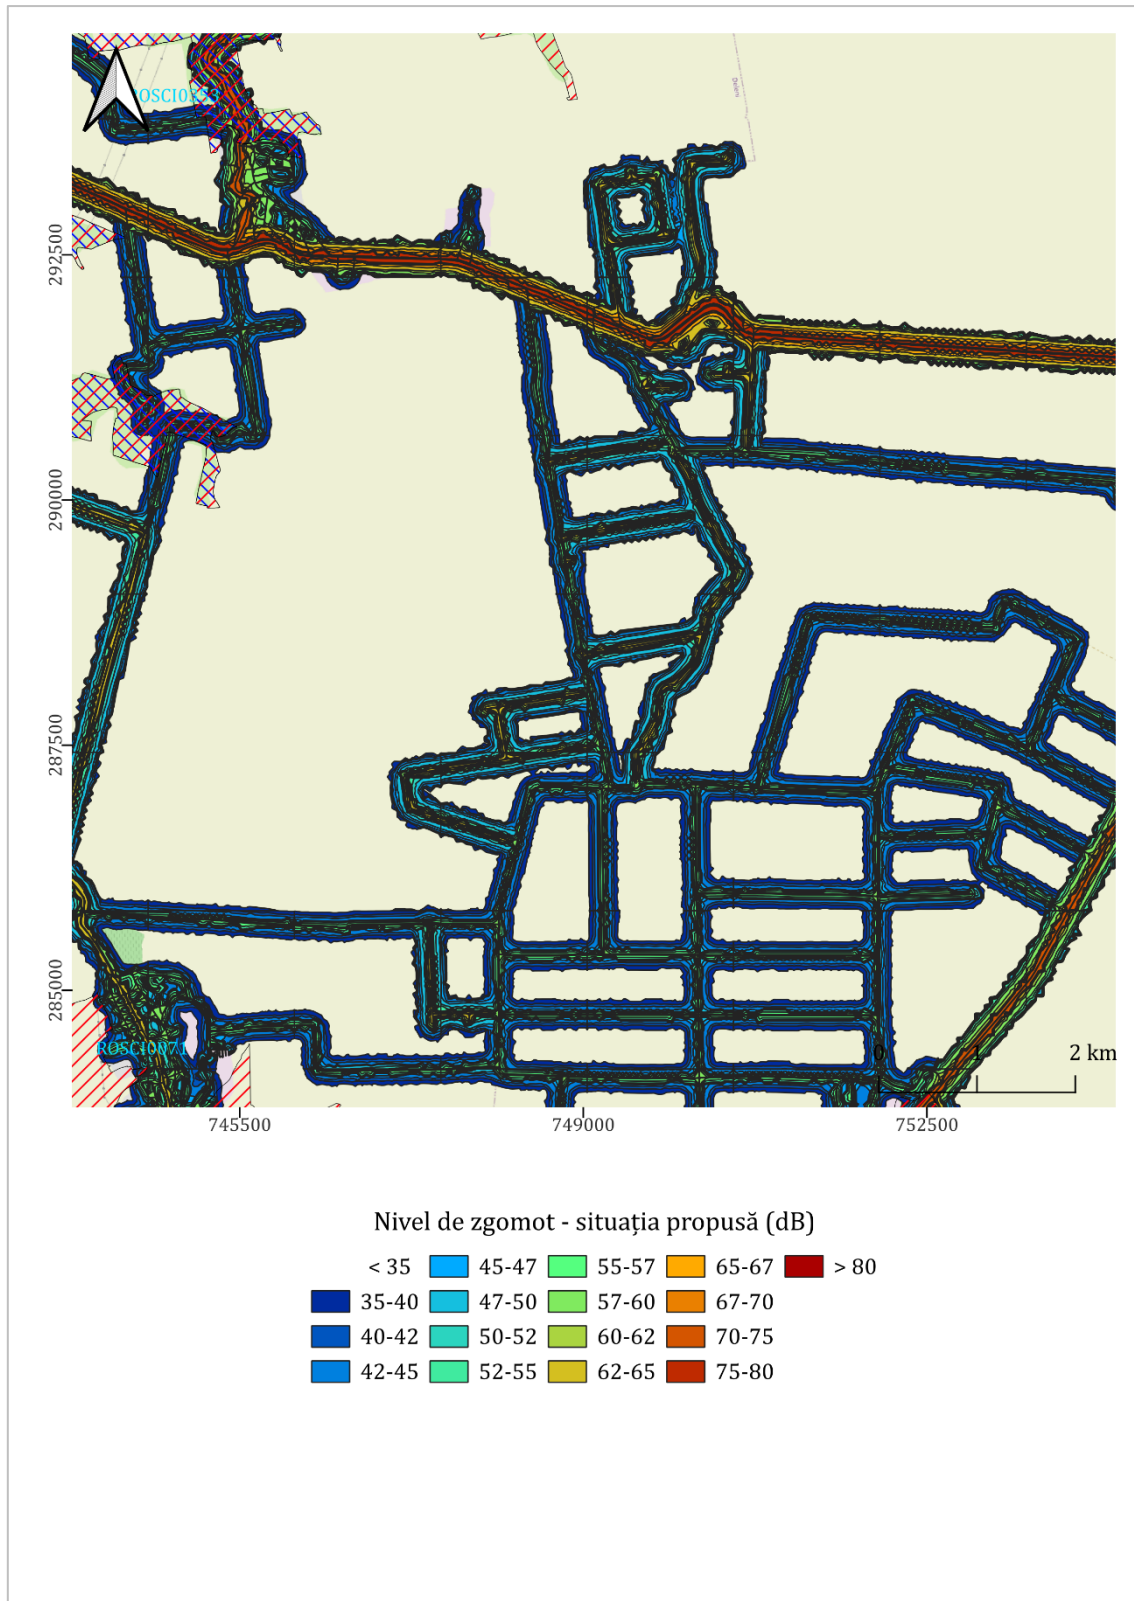 ROSCI0353
Deleni
292500
290000
287500
285000
ROSCI0071
0 1 2 km
745500 749000 752500
Nivel de zgomot - situația propusă (dB)
< 35 45-47 55-57 65-67 > 80
35-40 47-50 57-60 67-70
40-42 50-52 60-62 70-75
42-45 52-55 62-65 75-80